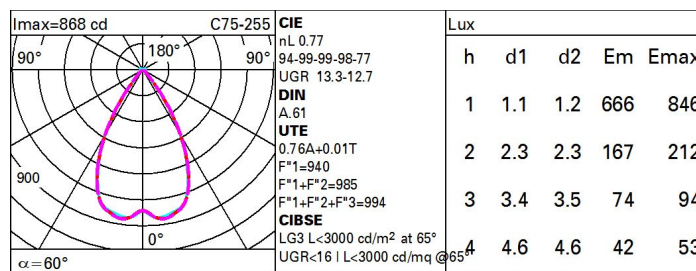 Imax=868 cd C75-255
90° 180° 90°
900
0°
α=60°
CIE
nL 0.77
94-99-99-98-77
UGR 13.3-12.7
DIN
A.61
UTE
0.76A+0.01T
F"1=940
F"1+F"2=985
F"1+F"2+F"3=994
CIBSE
LG3 L<3000 cd/m² at 65°
UGR<16 | L<3000 cd/mq @65°
Lux
h d1 d2 Em Emax
1 1.1 1.2 666 846
2 2.3 2.3 167 212
3 3.4 3.5 74 94
4 4.6 4.6 42 53